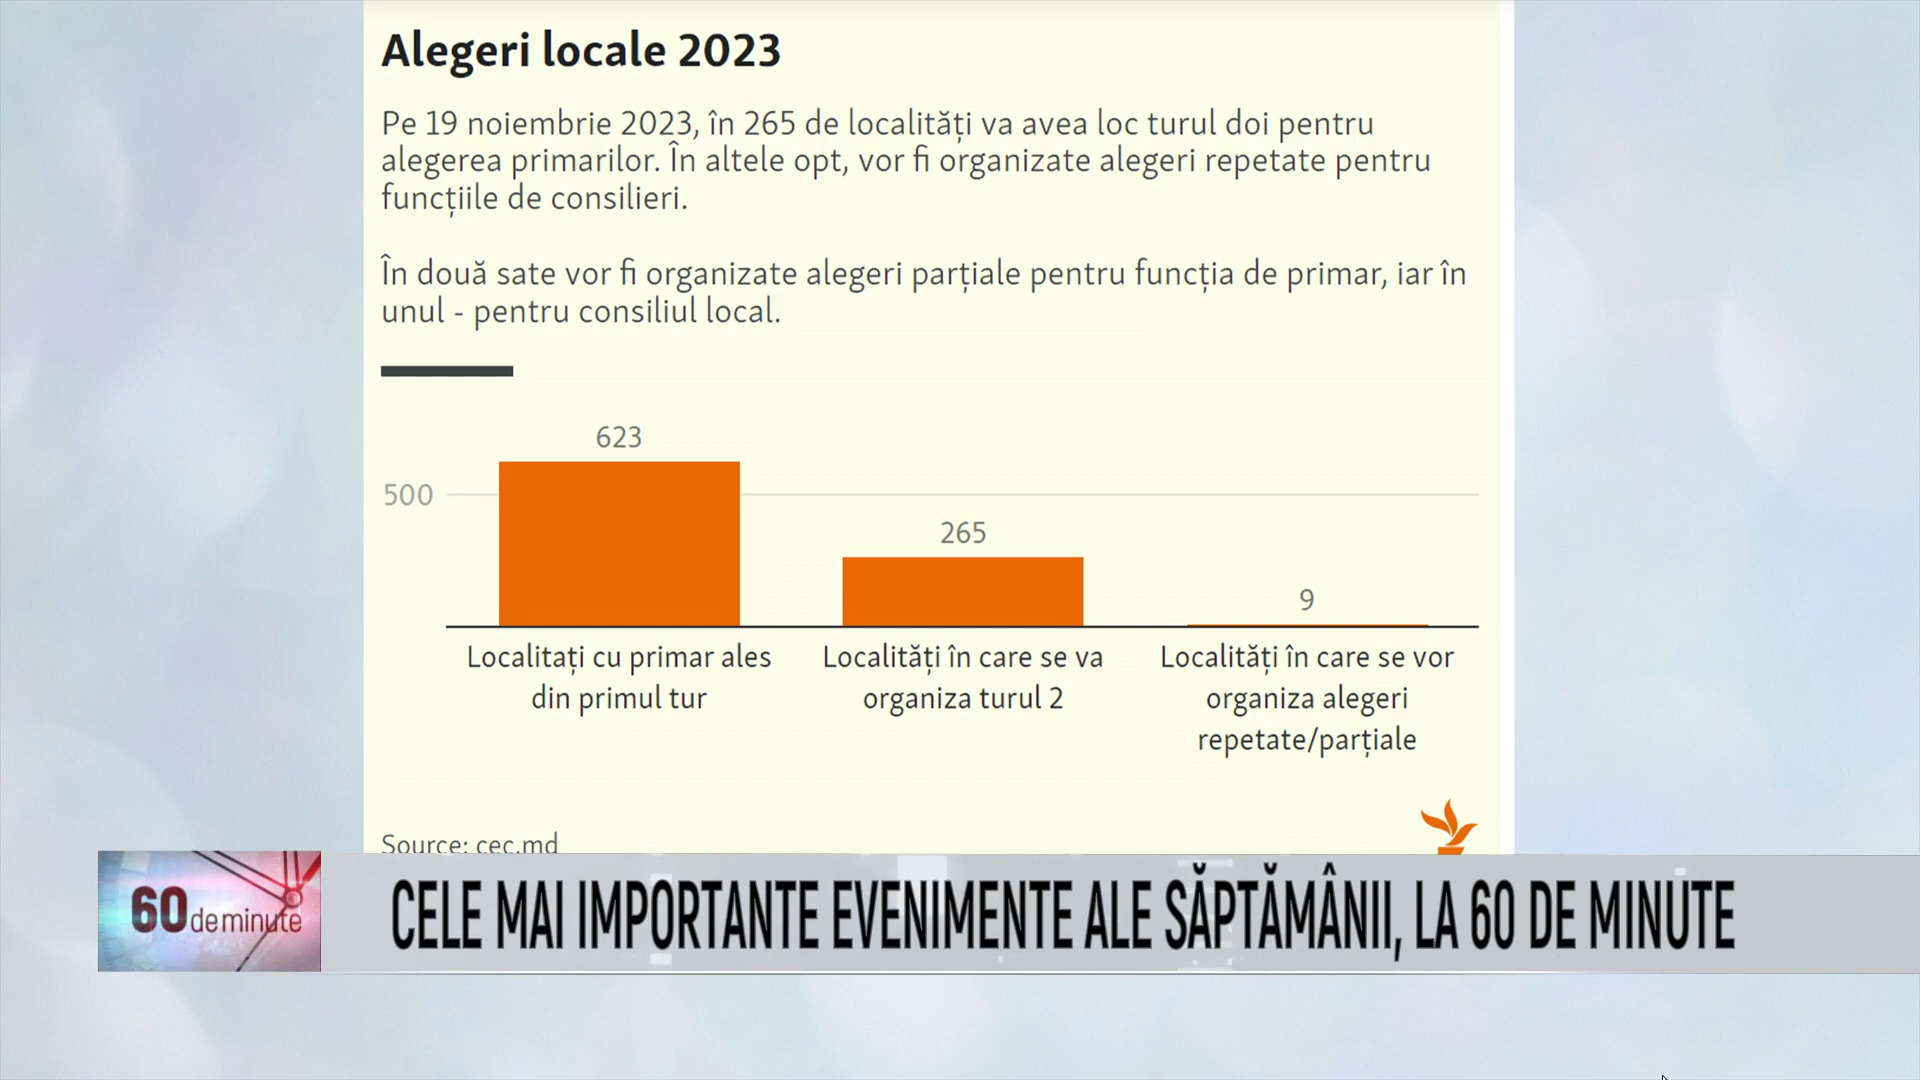 Alegeri locale 2023
Pe 19 noiembrie 2023, în 265 de localități va avea loc turul doi pentru
alegerea primarilor. În altele opt, vor fi organizate alegeri repetate pentru
funcțiile de consilieri.
În două sate vor fi organizate alegeri parțiale pentru funcția de primar, iar în
unul - pentru consiliul local.
623
500
265
9
Localitați cu primar ales
din primul tur
Localități în care se va
organiza turul 2
Localități în care se vor
organiza alegeri
repetate/parțiale
Source: cec.md
60 de minute
CELE MAI IMPORTANTE EVENIMENTE ALE SĂPTĂMÂNII, LA 60 DE MINUTE